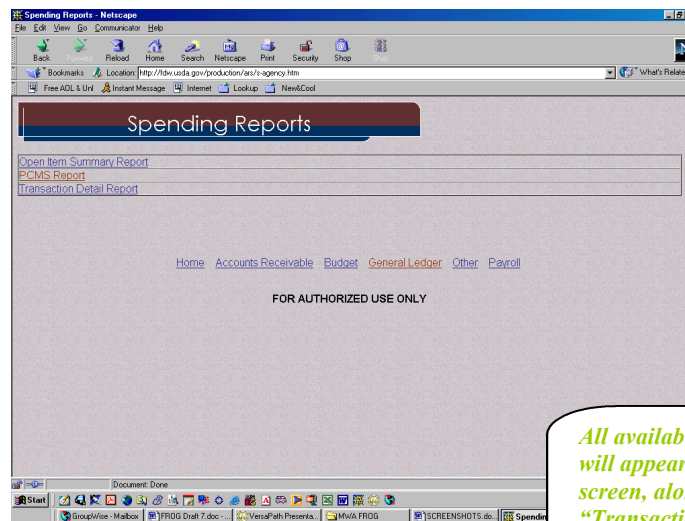 Spending Reports - Netscape
File Edit View Go Communicator Help
Back Forward Reload Home Search Netscape Print Security Shop Stop
Bookmarks Location: http://fdw.usda.gov/production/ars/s-agency.htm What's Relate
Free AOL & Unl Instant Message Internet Lookup New&Cool
Spending Reports
Open Item Summary Report
PCMS Report
Transaction Detail Report
Home Accounts Receivable Budget General Ledger Other Payroll
FOR AUTHORIZED USE ONLY
All availab
will appear
screen, alo
“Transacti
Document: Done
Start
GroupWise - Mailbox FROG Draft 7.doc - ... VersaPath Presenta... MWA FROG SCREENSHOTS.do... Spendin